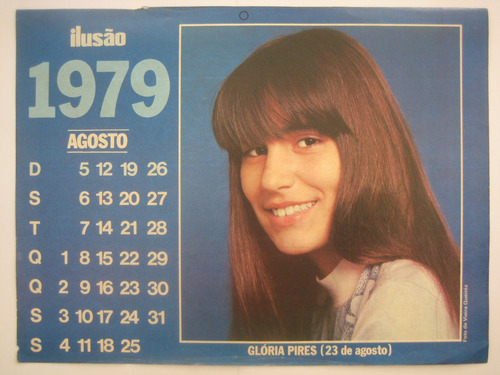 ilusão
1979
AGOSTO
D 5 12 19 26
S 6 13 20 27
T 7 14 21 28
Q 1 8 15 22 29
Q 2 9 16 23 30
S 3 10 17 24 31
S 4 11 18 25
GLÓRIA PIRES (23 de agosto)